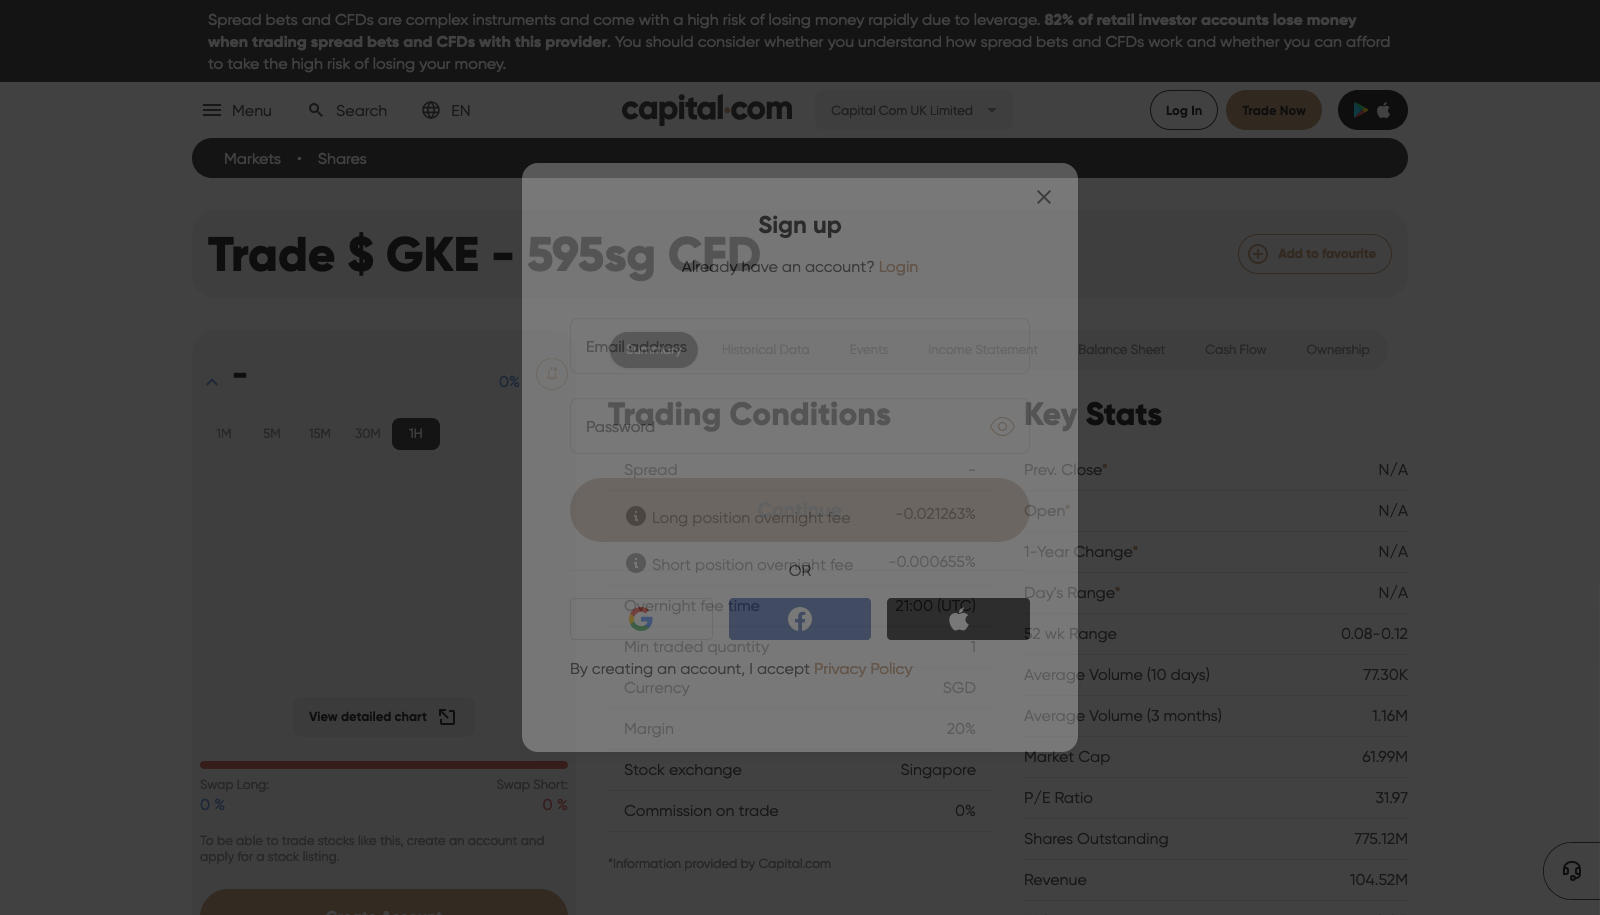 Spread bets and CFDs are complex instruments and come with a high risk of losing money rapidly due to leverage. 82% of retail investor accounts lose money
when trading spread bets and CFDs with this provider. You should consider whether you understand how spread bets and CFDs work and whether you can afford
to take the high risk of losing your money.
Menu Search EN capital.com Capital Com UK Limited Log In Trade Now
Markets • Shares
Trade $ GKE - 595sg CFD
Add to favourite
Sign up
Already have an account? Login
Email address
Password
Continue
OR
By creating an account, I accept Privacy Policy
- 0%
1M 5M 15M 30M 1H
View detailed chart
Swap Long: Swap Short:
0 % 0 %
To be able to trade stocks like this, create an account and
apply for a stock listing.
Create Account
Summary Historical Data Events Income Statement Balance Sheet Cash Flow Ownership
Trading Conditions
Spread -
Long position overnight fee -0.021263%
Short position overnight fee -0.000655%
Overnight fee time 21:00 (UTC)
Min traded quantity 1
Currency SGD
Margin 20%
Stock exchange Singapore
Commission on trade 0%
*Information provided by Capital.com
Key Stats
Prev. Close* N/A
Open* N/A
1-Year Change* N/A
Day's Range* N/A
52 wk Range 0.08-0.12
Average Volume (10 days) 77.30K
Average Volume (3 months) 1.16M
Market Cap 61.99M
P/E Ratio 31.97
Shares Outstanding 775.12M
Revenue 104.52M